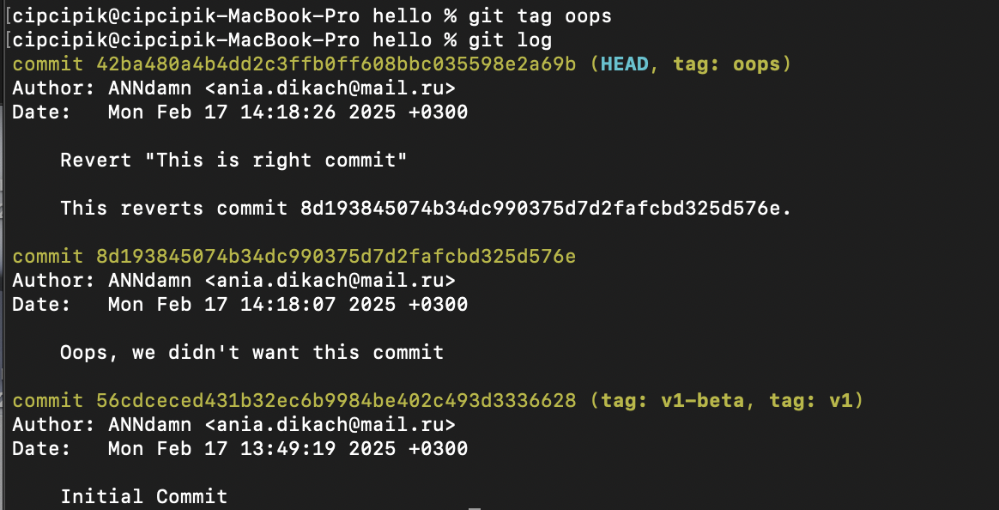 [cipcipik@cipcipik-MacBook-Pro hello % git tag oops
[cipcipik@cipcipik-MacBook-Pro hello % git log
commit 42ba480a4b4dd2c3ffb0ff608bbc035598e2a69b (HEAD, tag: oops)
Author: ANNdamn <ania.dikach@mail.ru>
Date:   Mon Feb 17 14:18:26 2025 +0300
Revert "This is right commit"
This reverts commit 8d193845074b34dc990375d7d2fafcbd325d576e.
commit 8d193845074b34dc990375d7d2fafcbd325d576e
Author: ANNdamn <ania.dikach@mail.ru>
Date:   Mon Feb 17 14:18:07 2025 +0300
Oops, we didn't want this commit
commit 56cdceced431b32ec6b9984be402c493d3336628 (tag: v1-beta, tag: v1)
Author: ANNdamn <ania.dikach@mail.ru>
Date:   Mon Feb 17 13:49:19 2025 +0300
Initial Commit